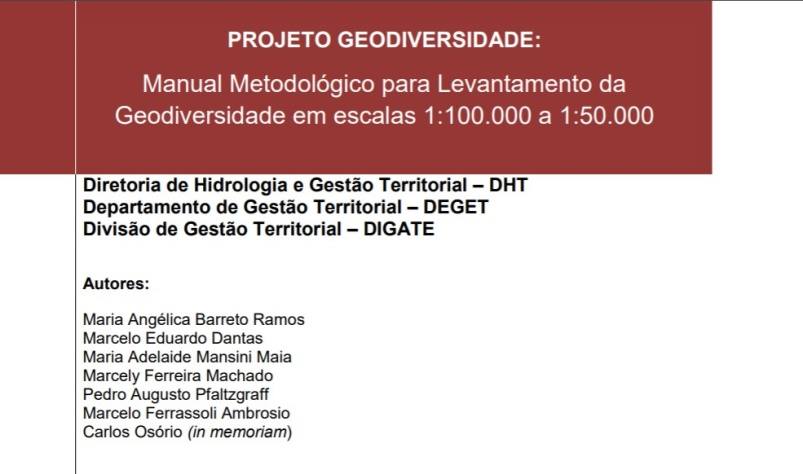 PROJETO GEODIVERSIDADE:
Manual Metodológico para Levantamento da
Geodiversidade em escalas 1:100.000 a 1:50.000
Diretoria de Hidrologia e Gestão Territorial – DHT
Departamento de Gestão Territorial – DEGET
Divisão de Gestão Territorial – DIGATE
Autores:
Maria Angélica Barreto Ramos
Marcelo Eduardo Dantas
Maria Adelaide Mansini Maia
Marcely Ferreira Machado
Pedro Augusto Pfaltzgraff
Marcelo Ferrassoli Ambrosio
Carlos Osório (in memoriam)